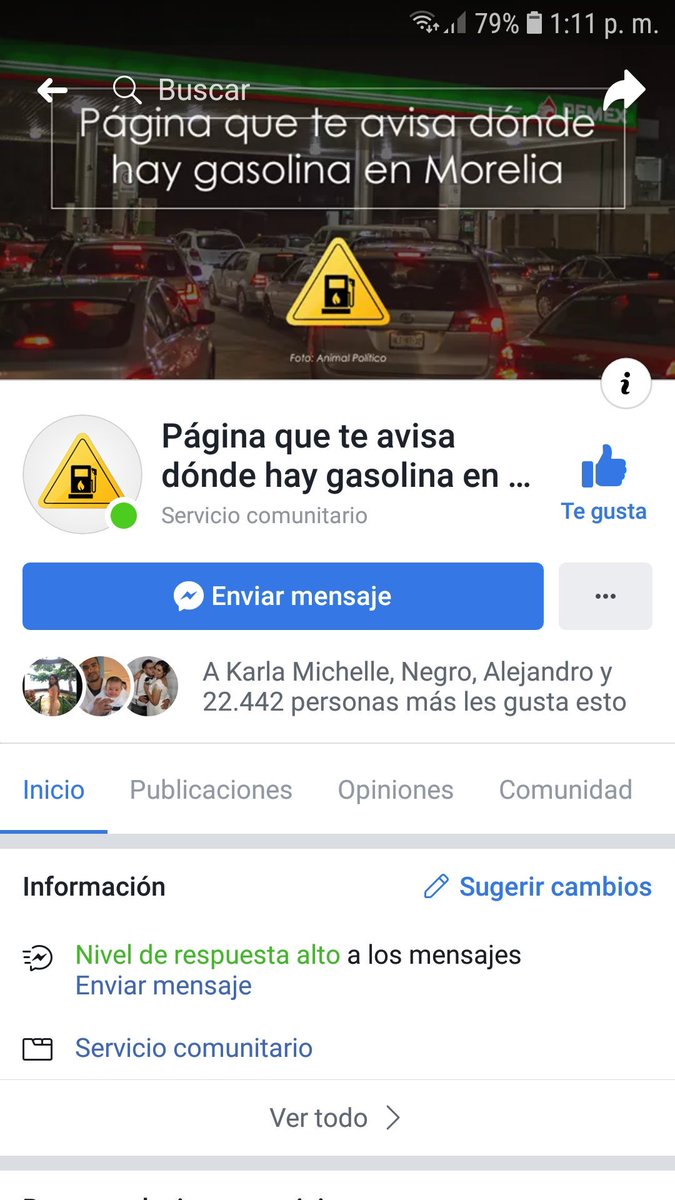 79% 1:11 p. m.
Buscar
PEMEX
Página que te avisa dónde
hay gasolina en Morelia
Foto: Animal Político
i
Página que te avisa
dónde hay gasolina en ...
Servicio comunitario
Te gusta
Enviar mensaje
...
A Karla Michelle, Negro, Alejandro y
22.442 personas más les gusta esto
Inicio Publicaciones Opiniones Comunidad
Información Sugerir cambios
Nivel de respuesta alto a los mensajes
Enviar mensaje
Servicio comunitario
Ver todo